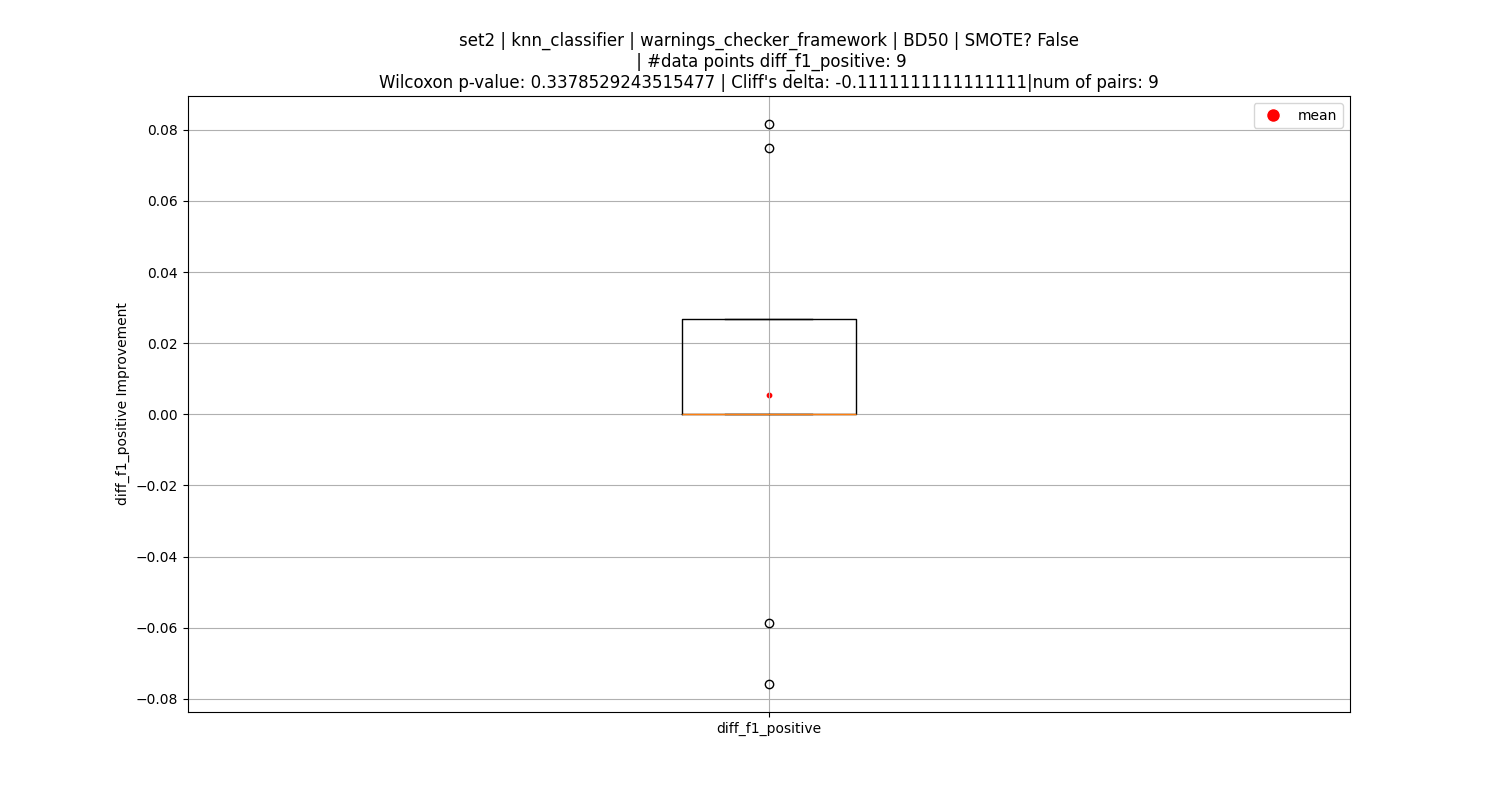 set2 | knn_classifier | warnings_checker_framework | BD50 | SMOTE? False
| #data points diff_f1_positive: 9
Wilcoxon p-value: 0.3378529243515477 | Cliff's delta: -0.1111111111111111|num of pairs: 9
mean
0.08
0.06
0.04
0.02
0.00
−0.02
−0.04
−0.06
−0.08
diff_f1_positive Improvement
diff_f1_positive